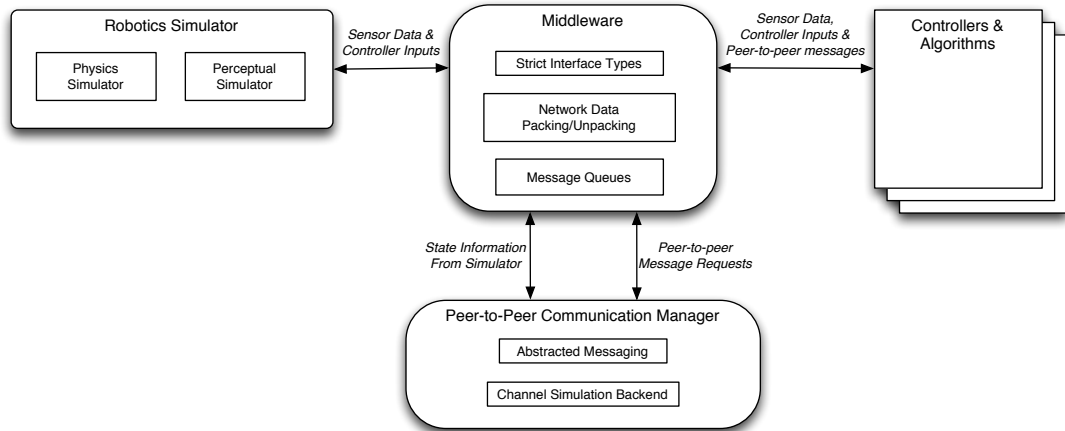 Robotics Simulator
Physics
Simulator
Perceptual
Simulator
Sensor Data &
Controller Inputs
Middleware
Strict Interface Types
Network Data
Packing/Unpacking
Message Queues
Sensor Data,
Controller Inputs &
Peer-to-peer messages
Controllers &
Algorithms
State Information
From Simulator
Peer-to-peer
Message Requests
Peer-to-Peer Communication Manager
Abstracted Messaging
Channel Simulation Backend